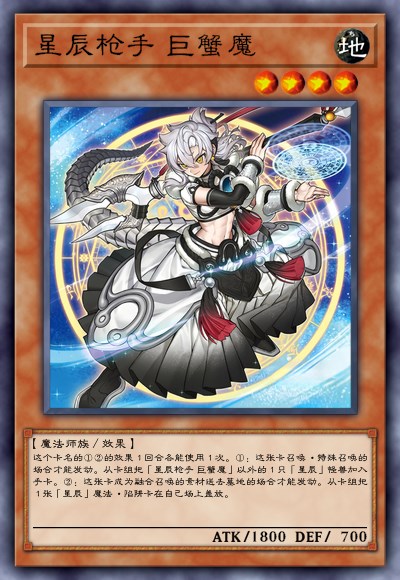 星辰枪手 巨蟹魔
地
【魔法师族／效果】
这个卡名的①②的效果1回合各能使用1次。①：这张卡召唤·特殊召唤的
场合才能发动。从卡组把「星辰枪手 巨蟹魔」以外的1只「星辰」怪兽加入
手卡。②：这张卡成为融合召唤的素材送去墓地的场合才能发动。从卡组把
1张「星辰」魔法·陷阱卡在自己场上盖放。
ATK/1800 DEF/ 700